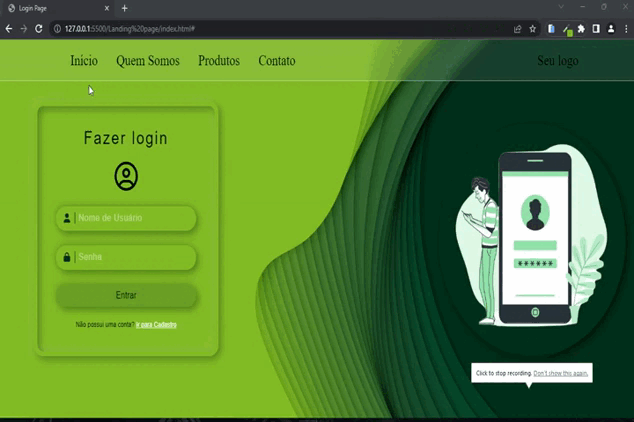 Login Page
127.0.0.1:5500/Landing%20page/index.html#
Inicio Quem Somos Produtos Contato Seu logo
Fazer login
Nome de Usuário
Senha
Entrar
Não possui uma conta? Ir para Cadastro
******
Click to stop recording. Don't show this again.